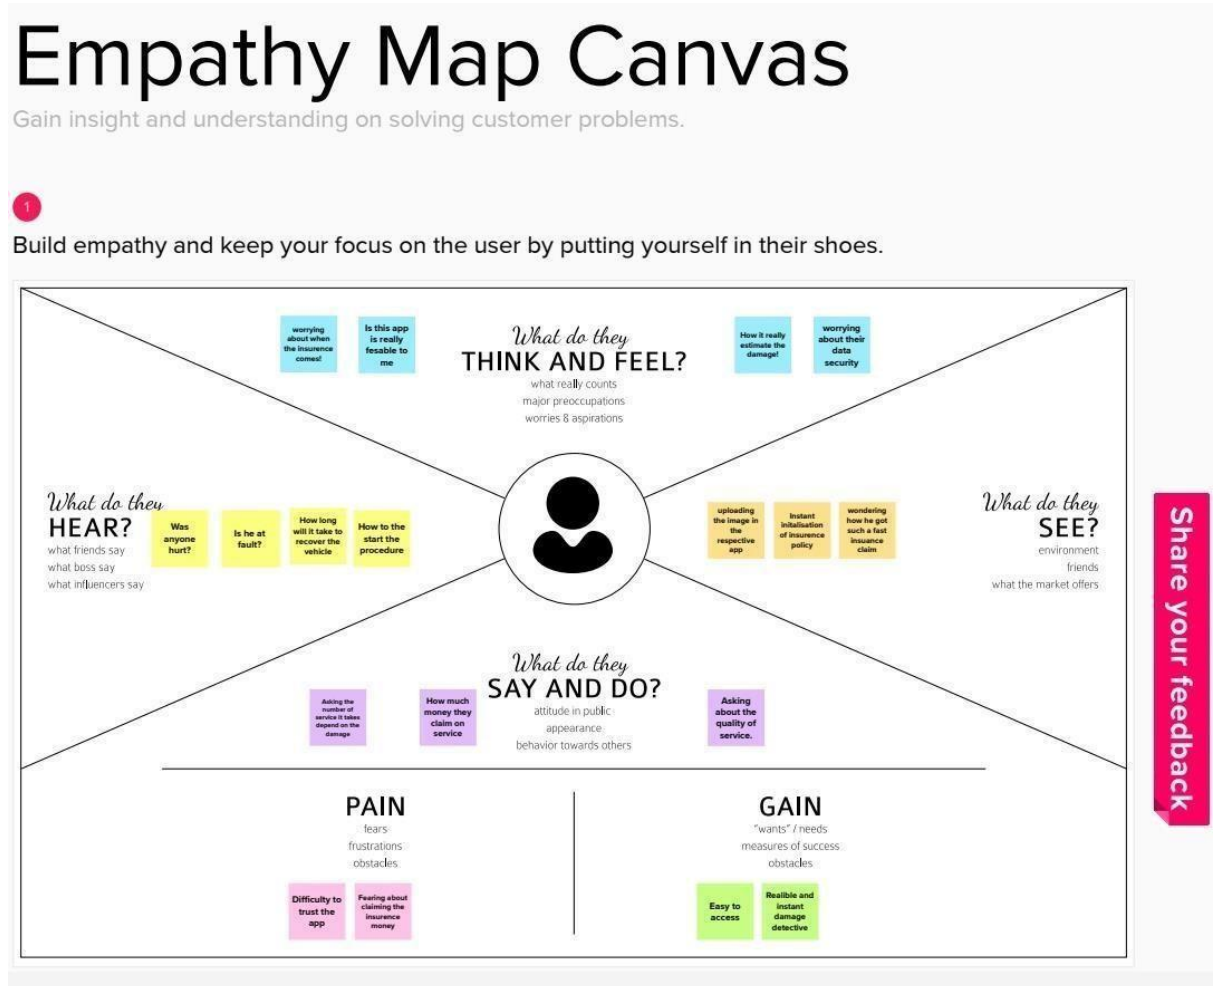 Empathy Map Canvas
Gain insight and understanding on solving customer problems.
1
Build empathy and keep your focus on the user by putting yourself in their shoes.
worrying
about when
the insurence
comes!
Is this app
is really
fesable to
me
What do they
THINK AND FEEL?
what really counts
major preoccupations
worries & aspirations
How it really
estimate the
damage!
worrying
about their
data
security
What do they
HEAR?
what friends say
what boss say
what influencers say
Was
anyone
hurt?
Is he at
fault?
How long
will it take to
recover the
vehicle
How to the
start the
procedure
uploading
the image in
the
respective
app
Instant
initalisation
of insurence
policy
wondering
how he got
such a fast
insuance
claim
What do they
SEE?
environment
friends
what the market offers
Share your feedback
What do they
SAY AND DO?
attitude in public
appearance
behavior towards others
Asking the
number of
service it takes
depend on the
damage
How much
money they
claim on
service
Asking
about the
quality of
service.
PAIN
fears
frustrations
obstacles
Difficulty to
trust the
app
Fearing about
claiming the
insurence
money
GAIN
"wants" / needs
measures of success
obstacles
Easy to
access
Realible and
instant
damage
detective